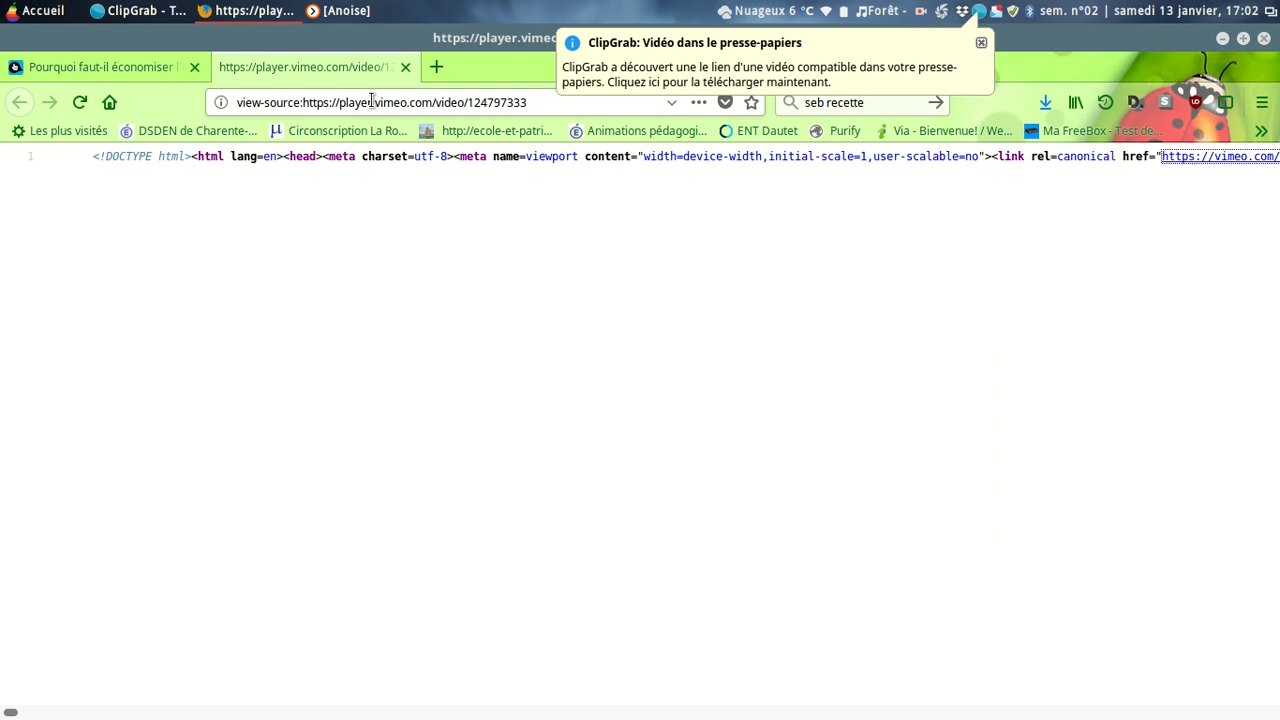 Accueil
ClipGrab - T...
https://play...
[Anoise]
Nuageux 6 °C
Forêt -
sem. n°02 | samedi 13 janvier, 17:02
https://player.vime
ClipGrab: Vidéo dans le presse-papiers
ClipGrab a découvert une le lien d'une vidéo compatible dans votre presse-
papiers. Cliquez ici pour la télécharger maintenant.
Pourquoi faut-il économiser l'
https://player.vimeo.com/video/12
view-source:https://player.vimeo.com/video/124797333
seb recette
Les plus visités
DSDEN de Charente-...
Circonscription La Ro...
http://ecole-et-patri...
Animations pédagogi...
ENT Dautet
Purify
Via - Bienvenue! / We...
Ma FreeBox - Test de...
1 <!DOCTYPE html><html lang=en><head><meta charset=utf-8><meta name=viewport content="width=device-width,initial-scale=1,user-scalable=no"><link rel=canonical href="https://vimeo.com/